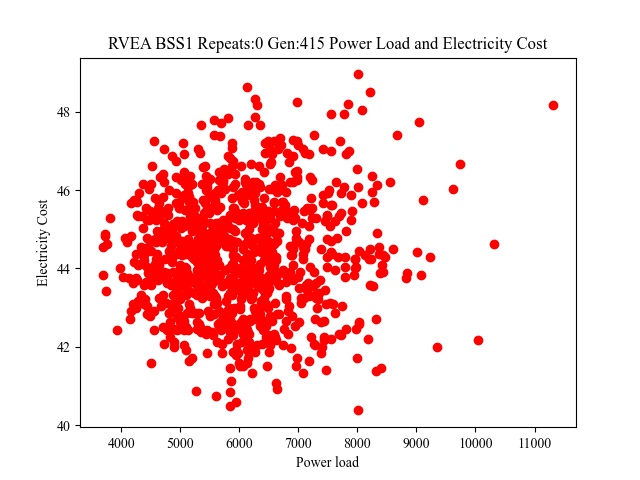 RVEA BSS1 Repeats:0 Gen:415 Power Load and Electricity Cost
48
46
44
42
40
Electricity Cost
4000 5000 6000 7000 8000 9000 10000 11000
Power load